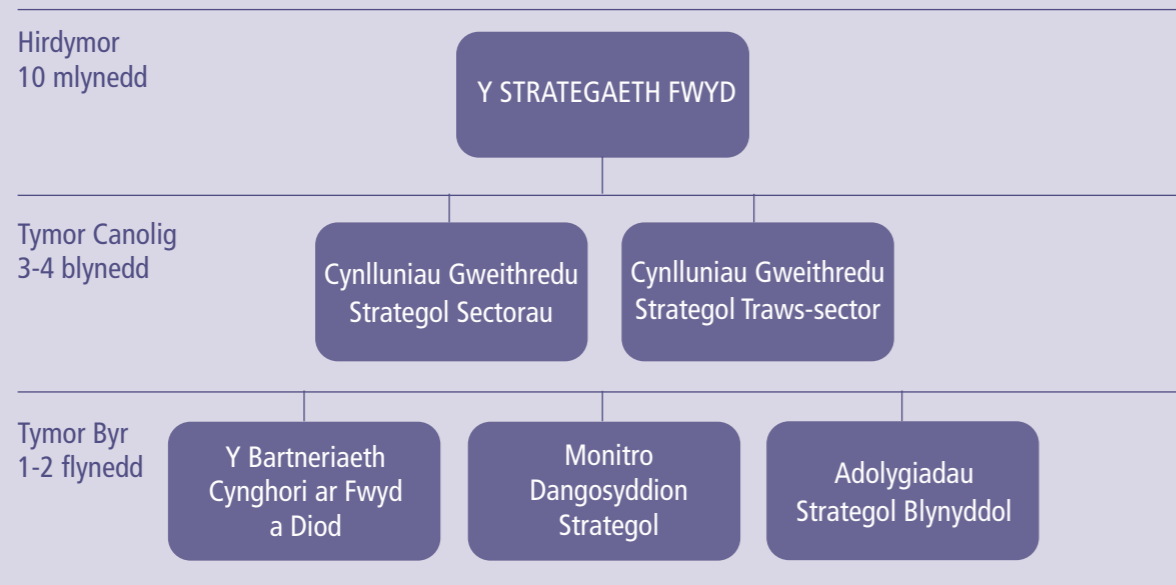 Hirdymor
10 mlynedd
Y STRATEGAETH FWYD
Tymor Canolig
3-4 blynedd
Cynlluniau Gweithredu
Strategol Sectorau
Cynlluniau Gweithredu
Strategol Traws-sector
Tymor Byr
1-2 flynedd
Y Bartneriaeth
Cynghori ar Fwyd
a Diod
Monitro
Dangosyddion
Strategol
Adolygiadau
Strategol Blynyddol